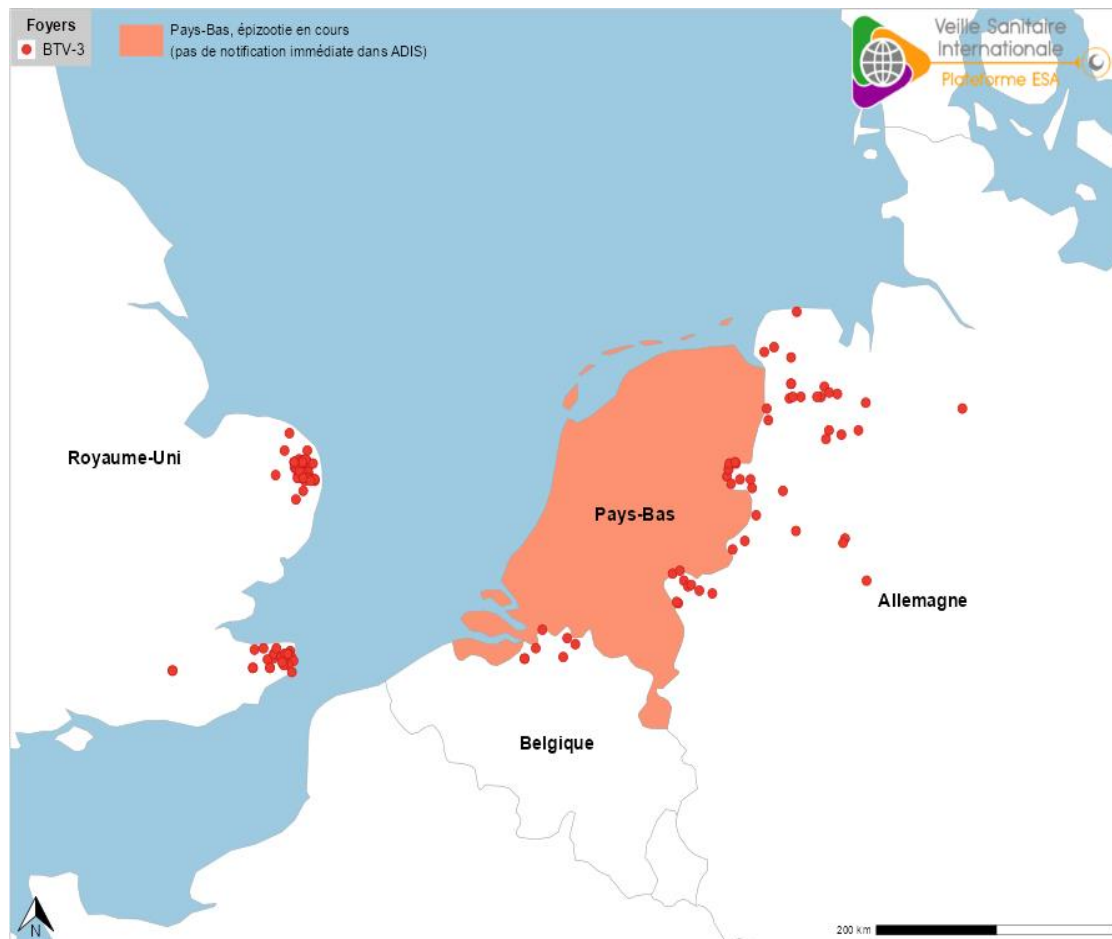 Foyers
BTV-3
Pays-Bas, épizootie en cours
(pas de notification immédiate dans ADIS)
Veille Sanitaire
Internationale
Plateforme ESA
Royaume-Uni
Pays-Bas
Allemagne
Belgique
N
200 km